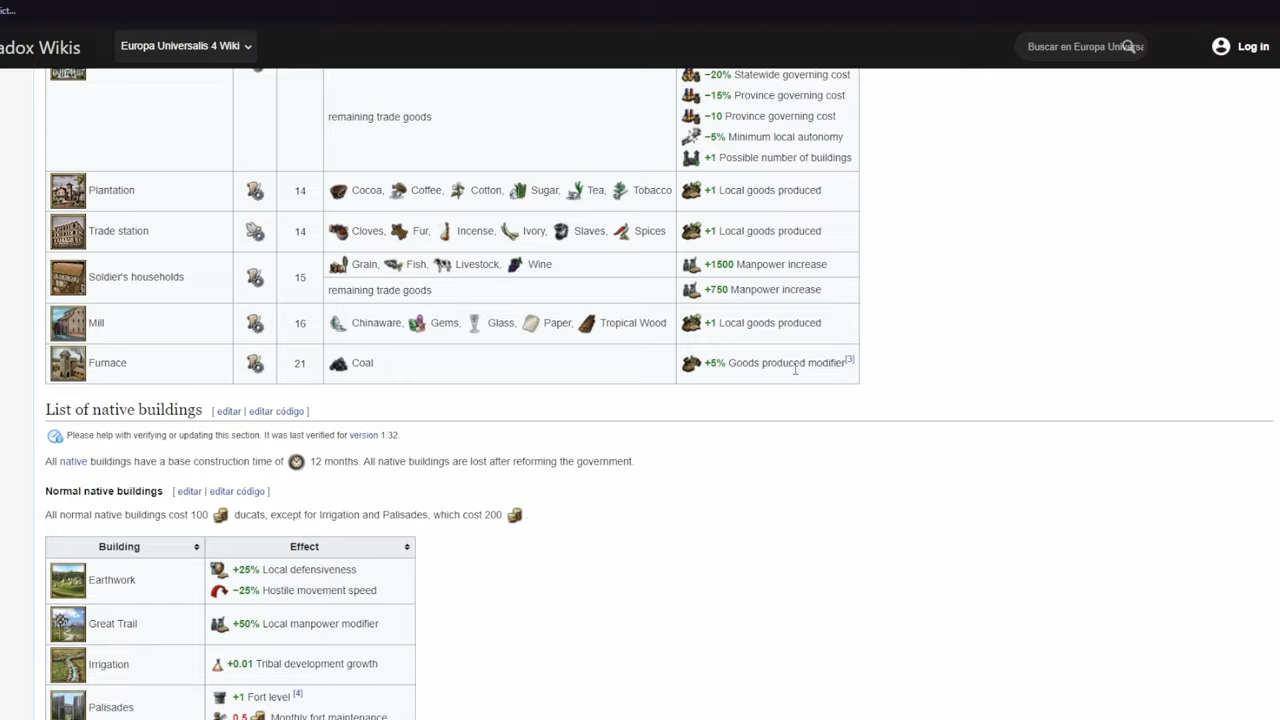 ict...
adox Wikis
Europa Universalis 4 Wiki
Buscar en Europa Universa
Log in
−20% Statewide governing cost
−15% Province governing cost
remaining trade goods
−10 Province governing cost
−5% Minimum local autonomy
+1 Possible number of buildings
Plantation 14 Cocoa, Coffee, Cotton, Sugar, Tea, Tobacco +1 Local goods produced
Trade station 14 Cloves, Fur, Incense, Ivory, Slaves, Spices +1 Local goods produced
Soldier's households 15 Grain, Fish, Livestock, Wine +1500 Manpower increase
remaining trade goods +750 Manpower increase
Mill 16 Chinaware, Gems, Glass, Paper, Tropical Wood +1 Local goods produced
Furnace 21 Coal +5% Goods produced modifier[3]
List of native buildings [ editar | editar código ]
Please help with verifying or updating this section. It was last verified for version 1.32.
All native buildings have a base construction time of 12 months. All native buildings are lost after reforming the government.
Normal native buildings [ editar | editar código ]
All normal native buildings cost 100 ducats, except for Irrigation and Palisades, which cost 200 .
Building Effect
Earthwork +25% Local defensiveness
−25% Hostile movement speed
Great Trail +50% Local manpower modifier
Irrigation +0.01 Tribal development growth
Palisades +1 Fort level [4]
0.5 Monthly fort maintenance